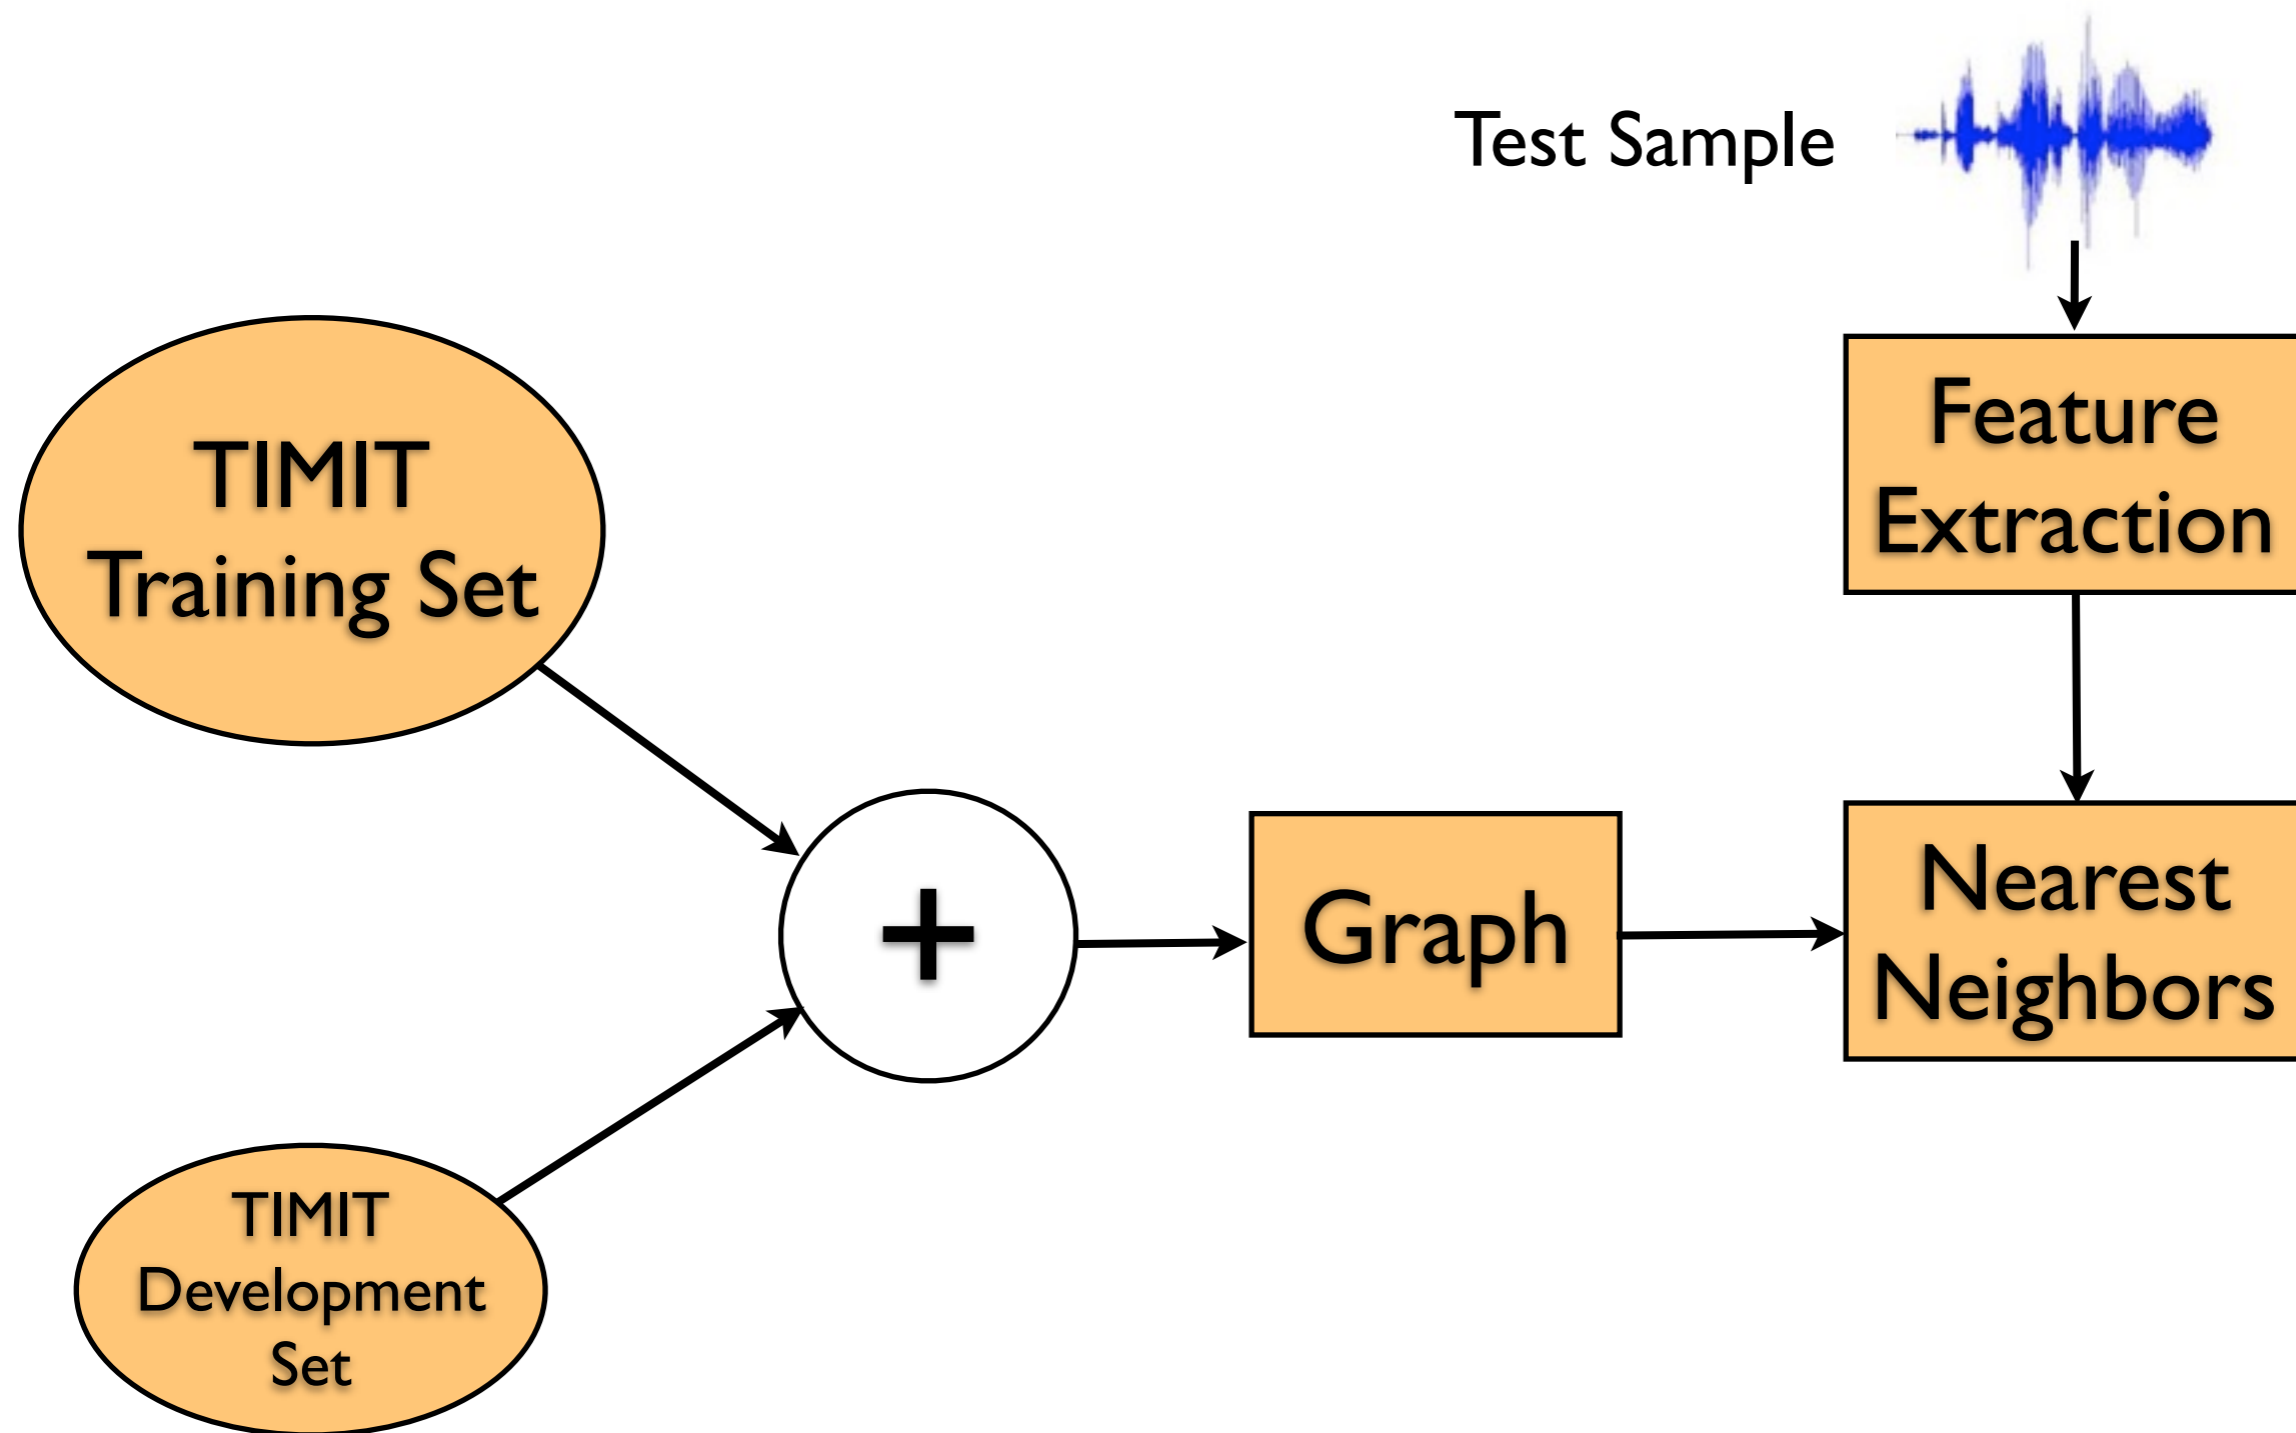 Test Sample
Feature
Extraction
TIMIT
Training Set
+
Graph
Nearest
Neighbors
TIMIT
Development
Set